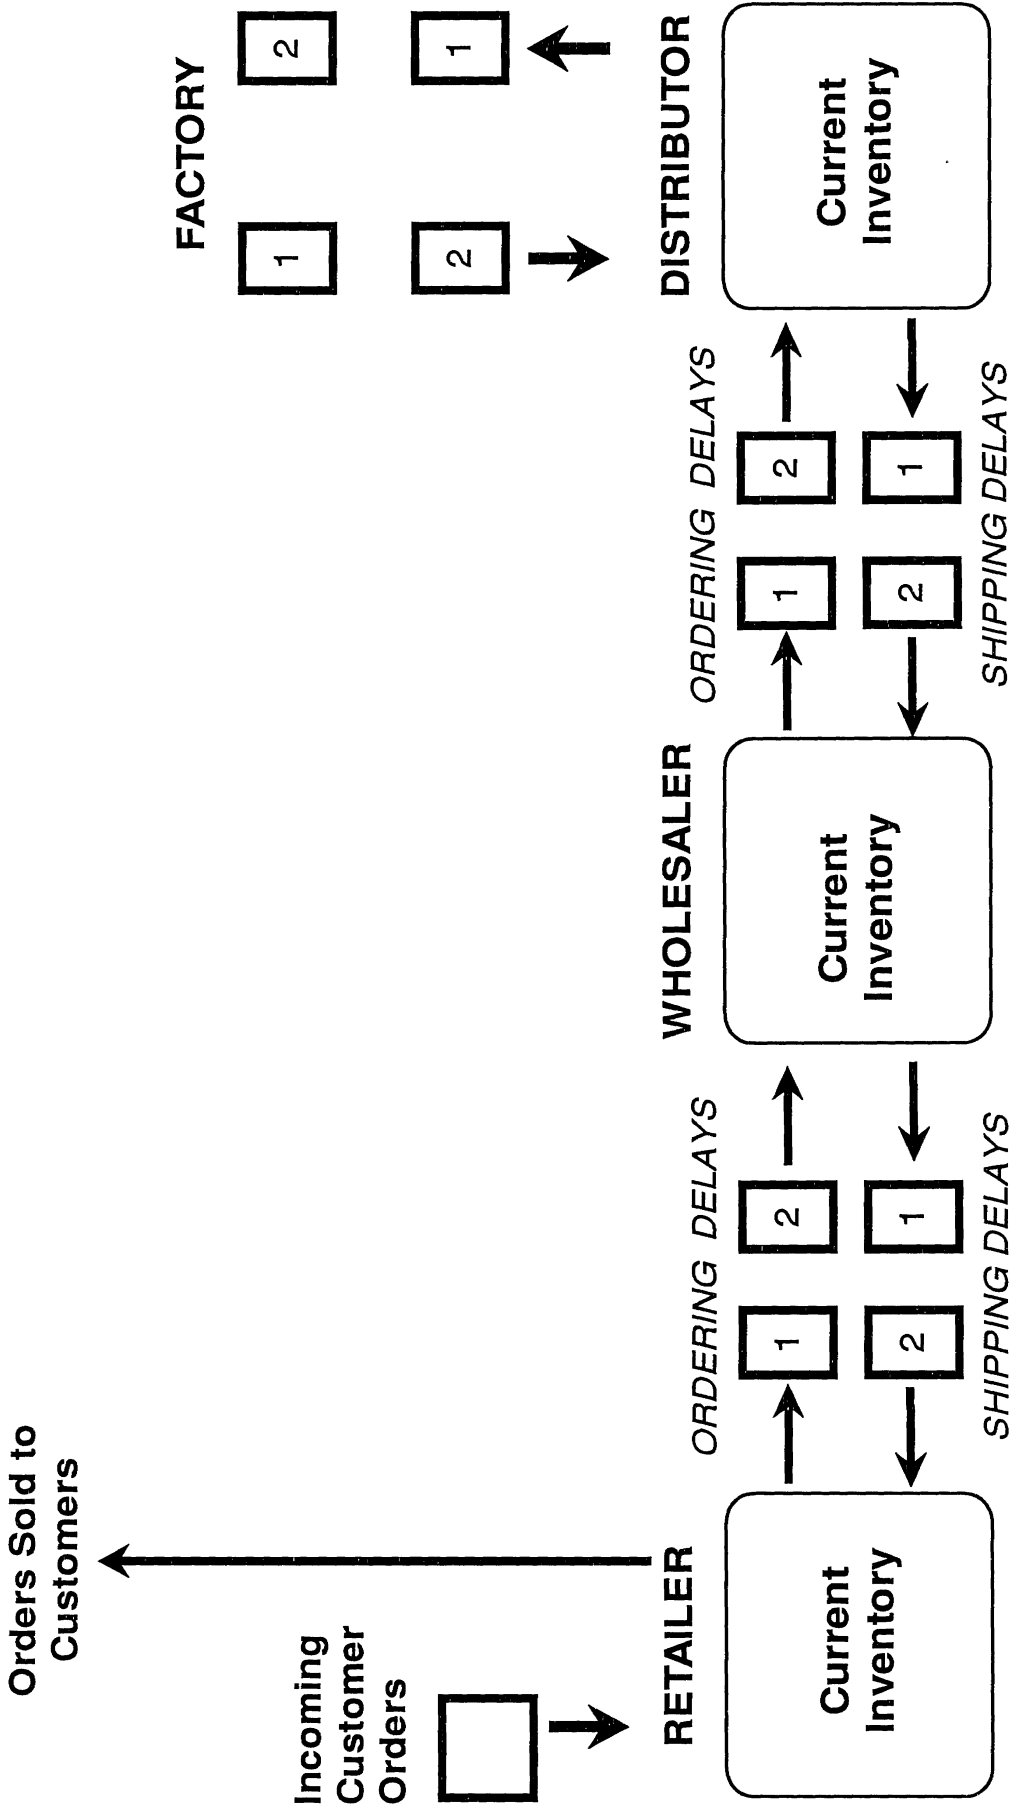 Orders Sold to
Customers
FACTORY
1
2
Incoming
Customer
Orders
2
1
RETAILER
WHOLESALER
DISTRIBUTOR
ORDERING DELAYS
ORDERING DELAYS
1
2
1
2
Current
Inventory
Current
Inventory
Current
Inventory
2
1
2
1
SHIPPING DELAYS
SHIPPING DELAYS